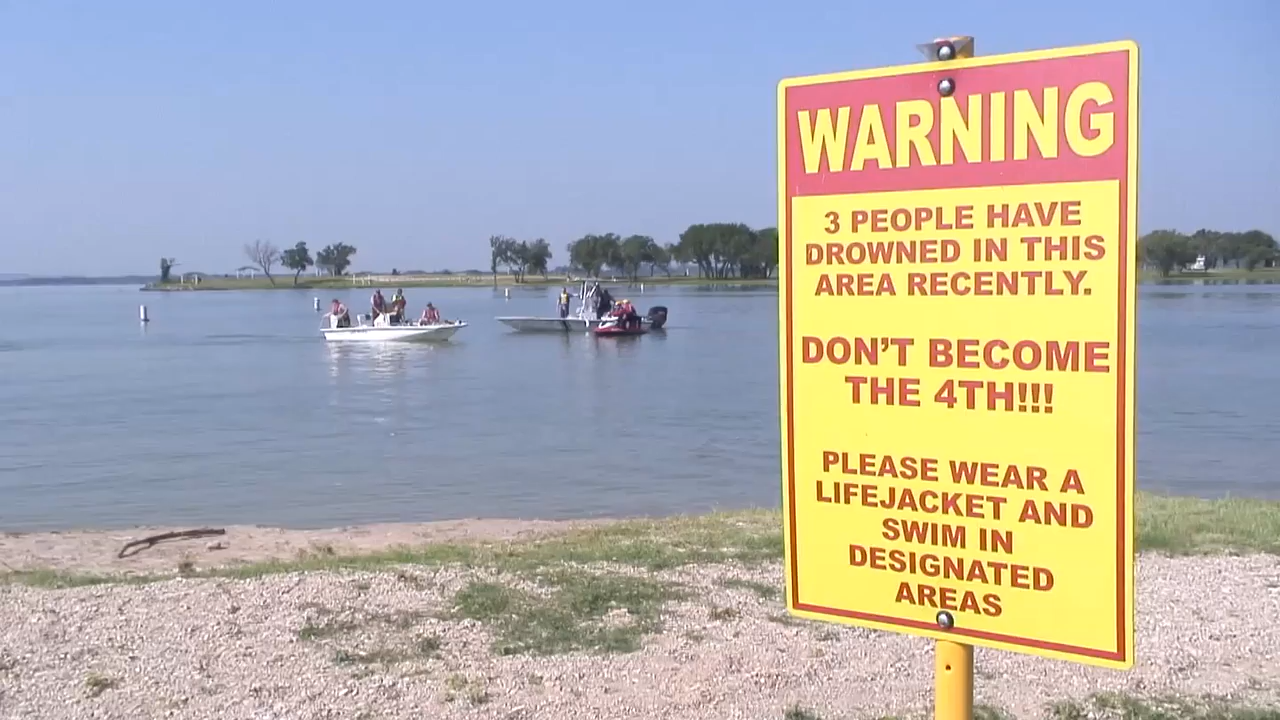 WARNING
3 PEOPLE HAVE
DROWNED IN THIS
AREA RECENTLY.
DON'T BECOME
THE 4TH!!!
PLEASE WEAR A
LIFEJACKET AND
SWIM IN
DESIGNATED
AREAS